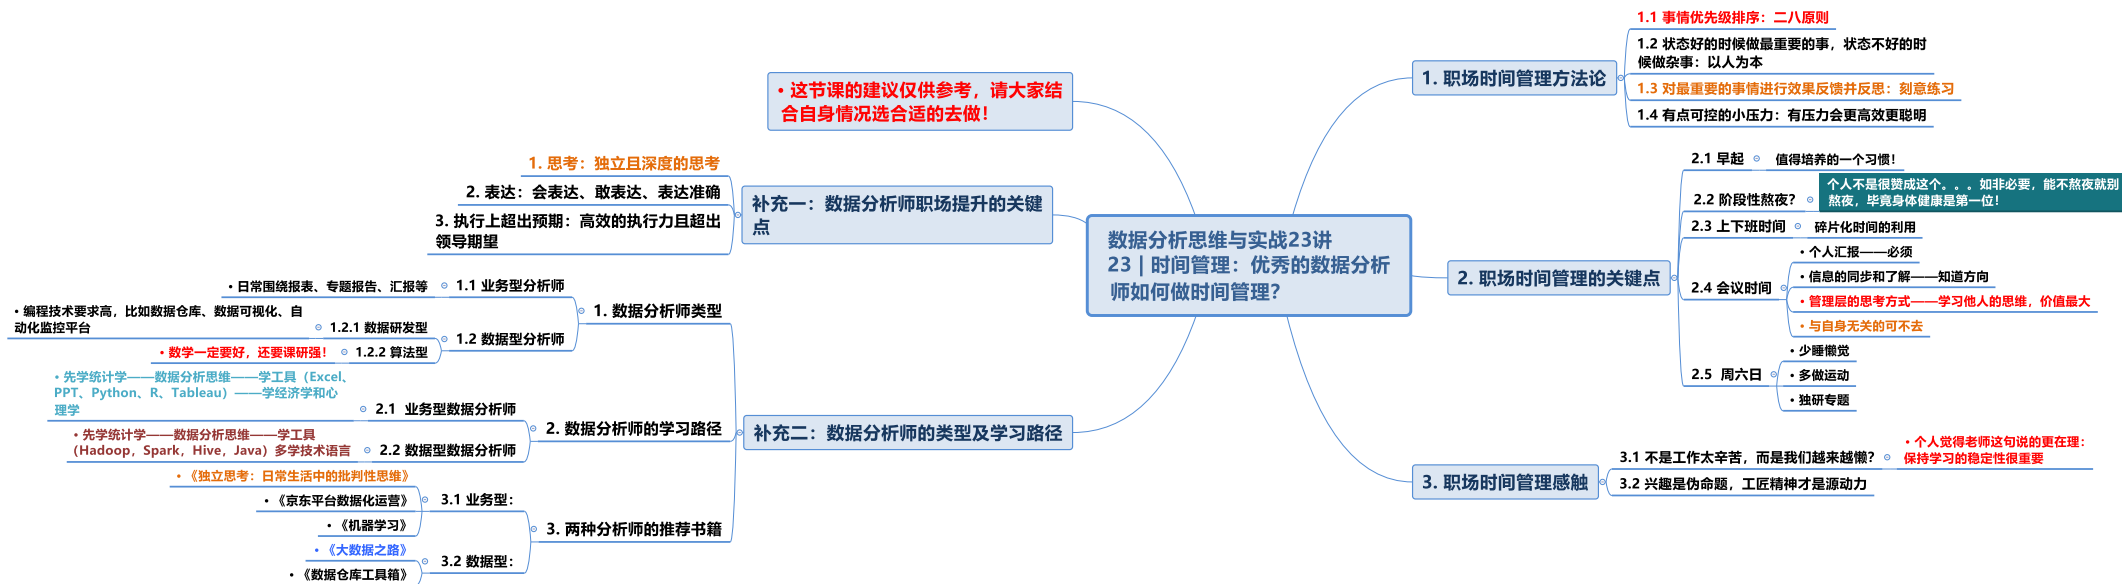 数据分析思维与实战23讲
23 | 时间管理：优秀的数据分析
师如何做时间管理？
1. 职场时间管理方法论
1.1 事情优先级排序：二八原则
1.2 状态好的时候做最重要的事，状态不好的时
候做杂事：以人为本
1.3 对最重要的事情进行效果反馈并反思：刻意练习
1.4 有点可控的小压力：有压力会更高效更聪明
2. 职场时间管理的关键点
2.1 早起
值得培养的一个习惯！
2.2 阶段性熬夜？
个人不是很赞成这个。。。如非必要，能不熬夜就别
熬夜，毕竟身体健康是第一位！
2.3 上下班时间
碎片化时间的利用
2.4 会议时间
• 个人汇报——必须
• 信息的同步和了解——知道方向
• 管理层的思考方式——学习他人的思维，价值最大
• 与自身无关的可不去
2.5 周六日
• 少睡懒觉
• 多做运动
• 独研专题
3. 职场时间管理感触
3.1 不是工作太辛苦，而是我们越来越懒？
• 个人觉得老师这句说的更在理：
保持学习的稳定性很重要
3.2 兴趣是伪命题，工匠精神才是源动力
• 这节课的建议仅供参考，请大家结
合自身情况选合适的去做！
补充一：数据分析师职场提升的关键
点
1. 思考：独立且深度的思考
2. 表达：会表达、敢表达、表达准确
3. 执行上超出预期：高效的执行力且超出
领导期望
补充二：数据分析师的类型及学习路径
1. 数据分析师类型
1.1 业务型分析师
• 日常围绕报表、专题报告、汇报等
1.2 数据型分析师
1.2.1 数据研发型
• 编程技术要求高，比如数据仓库、数据可视化、自
动化监控平台
1.2.2 算法型
• 数学一定要好，还要课研强！
2. 数据分析师的学习路径
2.1 业务型数据分析师
• 先学统计学——数据分析思维——学工具（Excel、
PPT、Python、R、Tableau）——学经济学和心
理学
2.2 数据型数据分析师
• 先学统计学——数据分析思维——学工具
（Hadoop，Spark，Hive，Java）多学技术语言
3. 两种分析师的推荐书籍
3.1 业务型：
• 《独立思考：日常生活中的批判性思维》
• 《京东平台数据化运营》
• 《机器学习》
3.2 数据型：
• 《大数据之路》
• 《数据仓库工具箱》